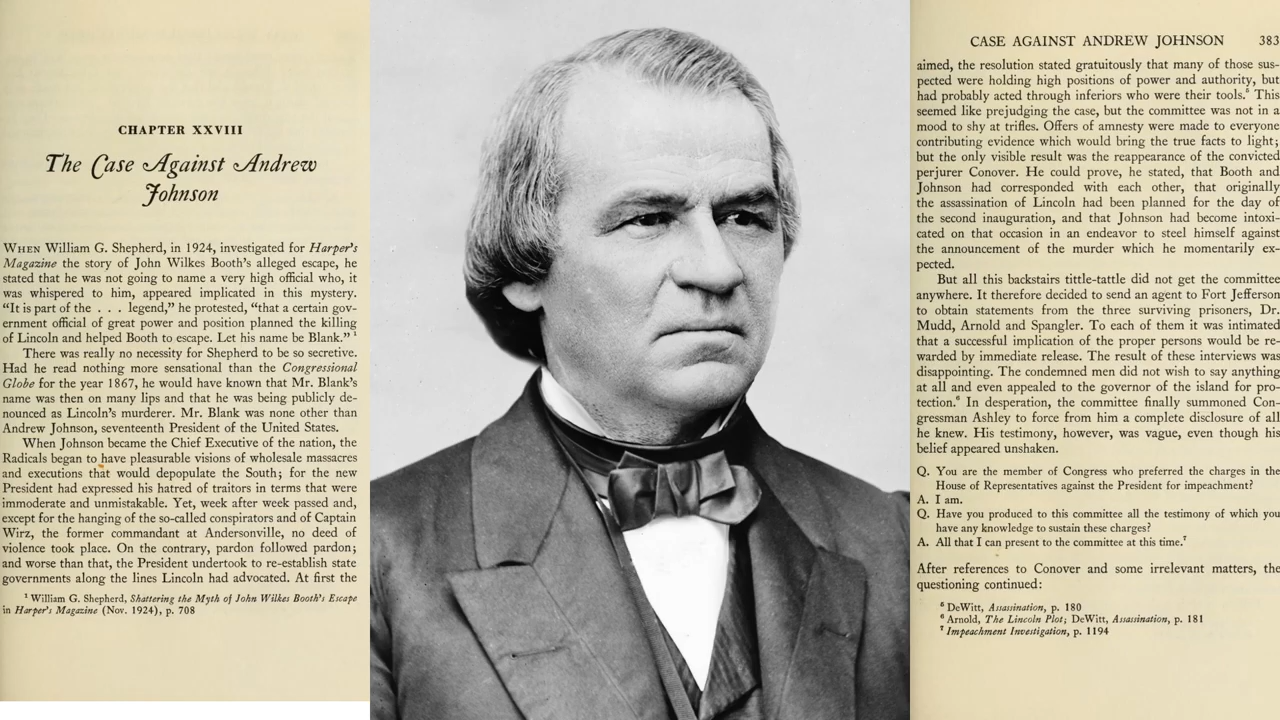 CHAPTER XXVIII
The Case Against Andrew
Johnson
WHEN William G. Shepherd, in 1924, investigated for Harper's
Magazine the story of John Wilkes Booth's alleged escape, he
stated that he was not going to name a very high official who, it
was whispered to him, appeared implicated in this mystery.
"It is part of the . . . legend," he protested, "that a certain gov-
ernment official of great power and position planned the killing
of Lincoln and helped Booth to escape. Let his name be Blank." 1
There was really no necessity for Shepherd to be so secretive.
Had he read nothing more sensational than the Congressional
Globe for the year 1867, he would have known that Mr. Blank's
name was then on many lips and that he was being publicly de-
nounced as Lincoln's murderer. Mr. Blank was none other than
Andrew Johnson, seventeenth President of the United States.
When Johnson became the Chief Executive of the nation, the
Radicals began to have pleasurable visions of wholesale massacres
and executions that would depopulate the South; for the new
President had expressed his hatred of traitors in terms that were
immoderate and unmistakable. Yet, week after week passed and,
except for the hanging of the so-called conspirators and of Captain
Wirz, the former commandant at Andersonville, no deed of
violence took place. On the contrary, pardon followed pardon;
and worse than that, the President undertook to re-establish state
governments along the lines Lincoln had advocated. At first the
1 William G. Shepherd, Shattering the Myth of John Wilkes Booth's Escape
in Harper's Magazine (Nov. 1924), p. 708
CASE AGAINST ANDREW JOHNSON 383
aimed, the resolution stated gratuitously that many of those sus-
pected were holding high positions of power and authority, but
had probably acted through inferiors who were their tools.5 This
seemed like prejudging the case, but the committee was not in a
mood to shy at trifles. Offers of amnesty were made to everyone
contributing evidence which would bring the true facts to light;
but the only visible result was the reappearance of the convicted
perjurer Conover. He could prove, he stated, that Booth and
Johnson had corresponded with each other, that originally
the assassination of Lincoln had been planned for the day of
the second inauguration, and that Johnson had become intoxi-
cated on that occasion in an endeavor to steel himself against
the announcement of the murder which he momentarily ex-
pected.
But all this backstairs tittle-tattle did not get the committee
anywhere. It therefore decided to send an agent to Fort Jefferson
to obtain statements from the three surviving prisoners, Dr.
Mudd, Arnold and Spangler. To each of them it was intimated
that a successful implication of the proper persons would be re-
warded by immediate release. The result of these interviews was
disappointing. The condemned men did not wish to say anything
at all and even appealed to the governor of the island for pro-
tection.6 In desperation, the committee finally summoned Con-
gressman Ashley to force from him a complete disclosure of all
he knew. His testimony, however, was vague, even though his
belief appeared unshaken.
Q. You are the member of Congress who preferred the charges in the
House of Representatives against the President for impeachment?
A. I am.
Q. Have you produced to this committee all the testimony of which you
have any knowledge to sustain these charges?
A. All that I can present to the committee at this time.7
After references to Conover and some irrelevant matters, the
questioning continued:
5 DeWitt, Assassination, p. 180
6 Arnold, The Lincoln Plot; DeWitt, Assassination, p. 181
7 Impeachment Investigation, p. 1194